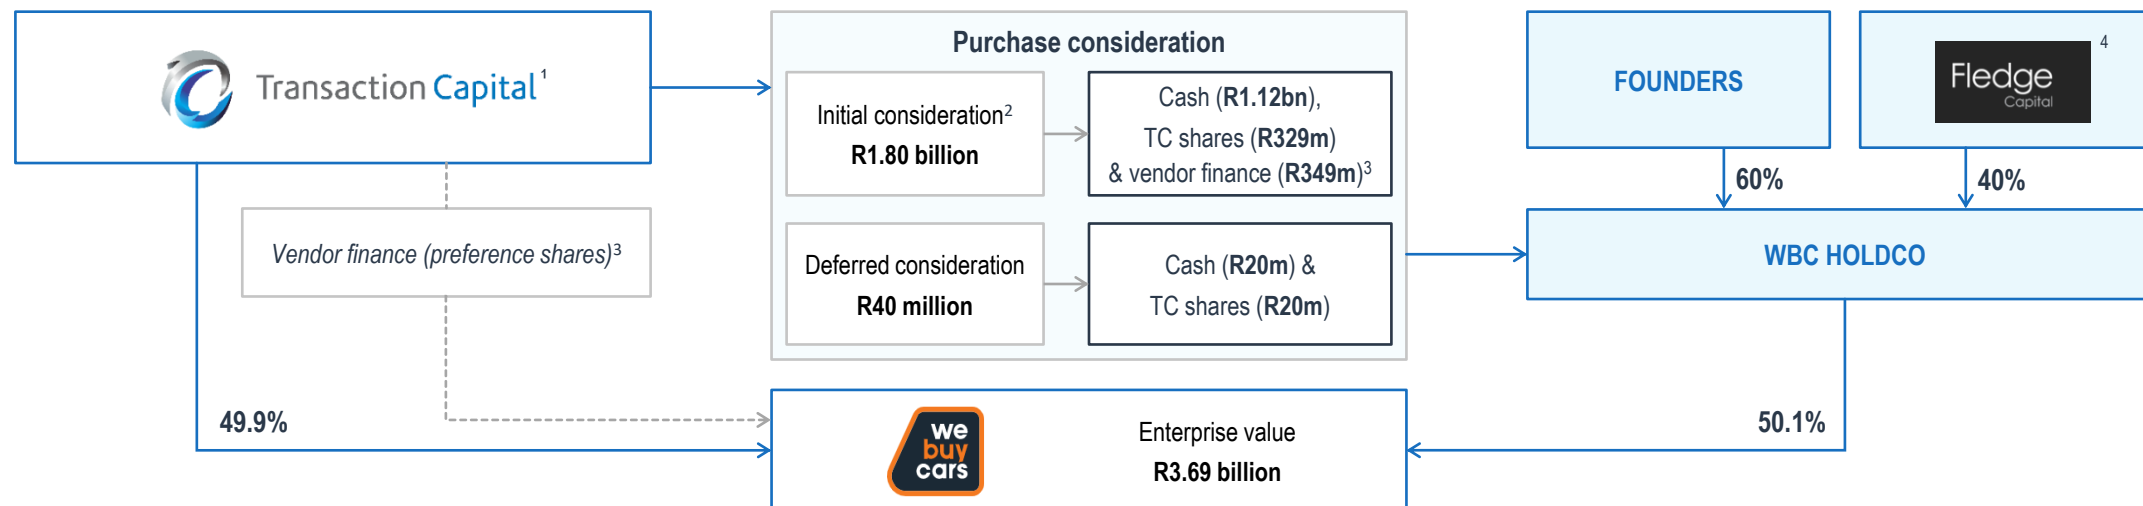 Transaction Capital¹
Purchase consideration
Initial consideration²
R1.80 billion
Cash (R1.12bn),
TC shares (R329m)
& vendor finance (R349m)³
Deferred consideration
R40 million
Cash (R20m) &
TC shares (R20m)
FOUNDERS
Fledge
Capital
4
60%
40%
WBC HOLDCO
Vendor finance (preference shares)³
49.9%
50.1%
we
buy
cars
Enterprise value
R3.69 billion